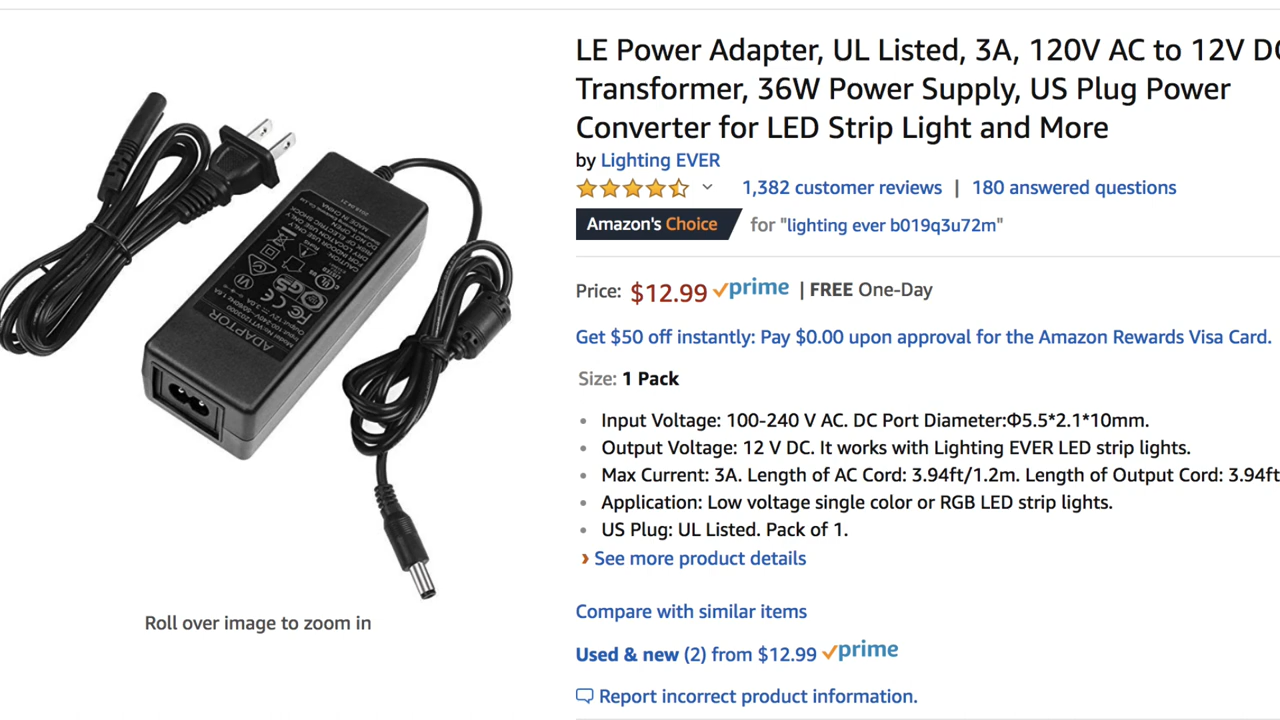 LE Power Adapter, UL Listed, 3A, 120V AC to 12V DC
Transformer, 36W Power Supply, US Plug Power
Converter for LED Strip Light and More
by Lighting EVER
1,382 customer reviews | 180 answered questions
Amazon's Choice for "lighting ever b019q3u72m"
Price: $12.99 prime | FREE One-Day
Get $50 off instantly: Pay $0.00 upon approval for the Amazon Rewards Visa Card.
Size: 1 Pack
Input Voltage: 100-240 V AC. DC Port Diameter:Φ5.5*2.1*10mm.
Output Voltage: 12 V DC. It works with Lighting EVER LED strip lights.
Max Current: 3A. Length of AC Cord: 3.94ft/1.2m. Length of Output Cord: 3.94ft
Application: Low voltage single color or RGB LED strip lights.
US Plug: UL Listed. Pack of 1.
› See more product details
Compare with similar items
Used & new (2) from $12.99 prime
Report incorrect product information.
Roll over image to zoom in
ADAPTOR